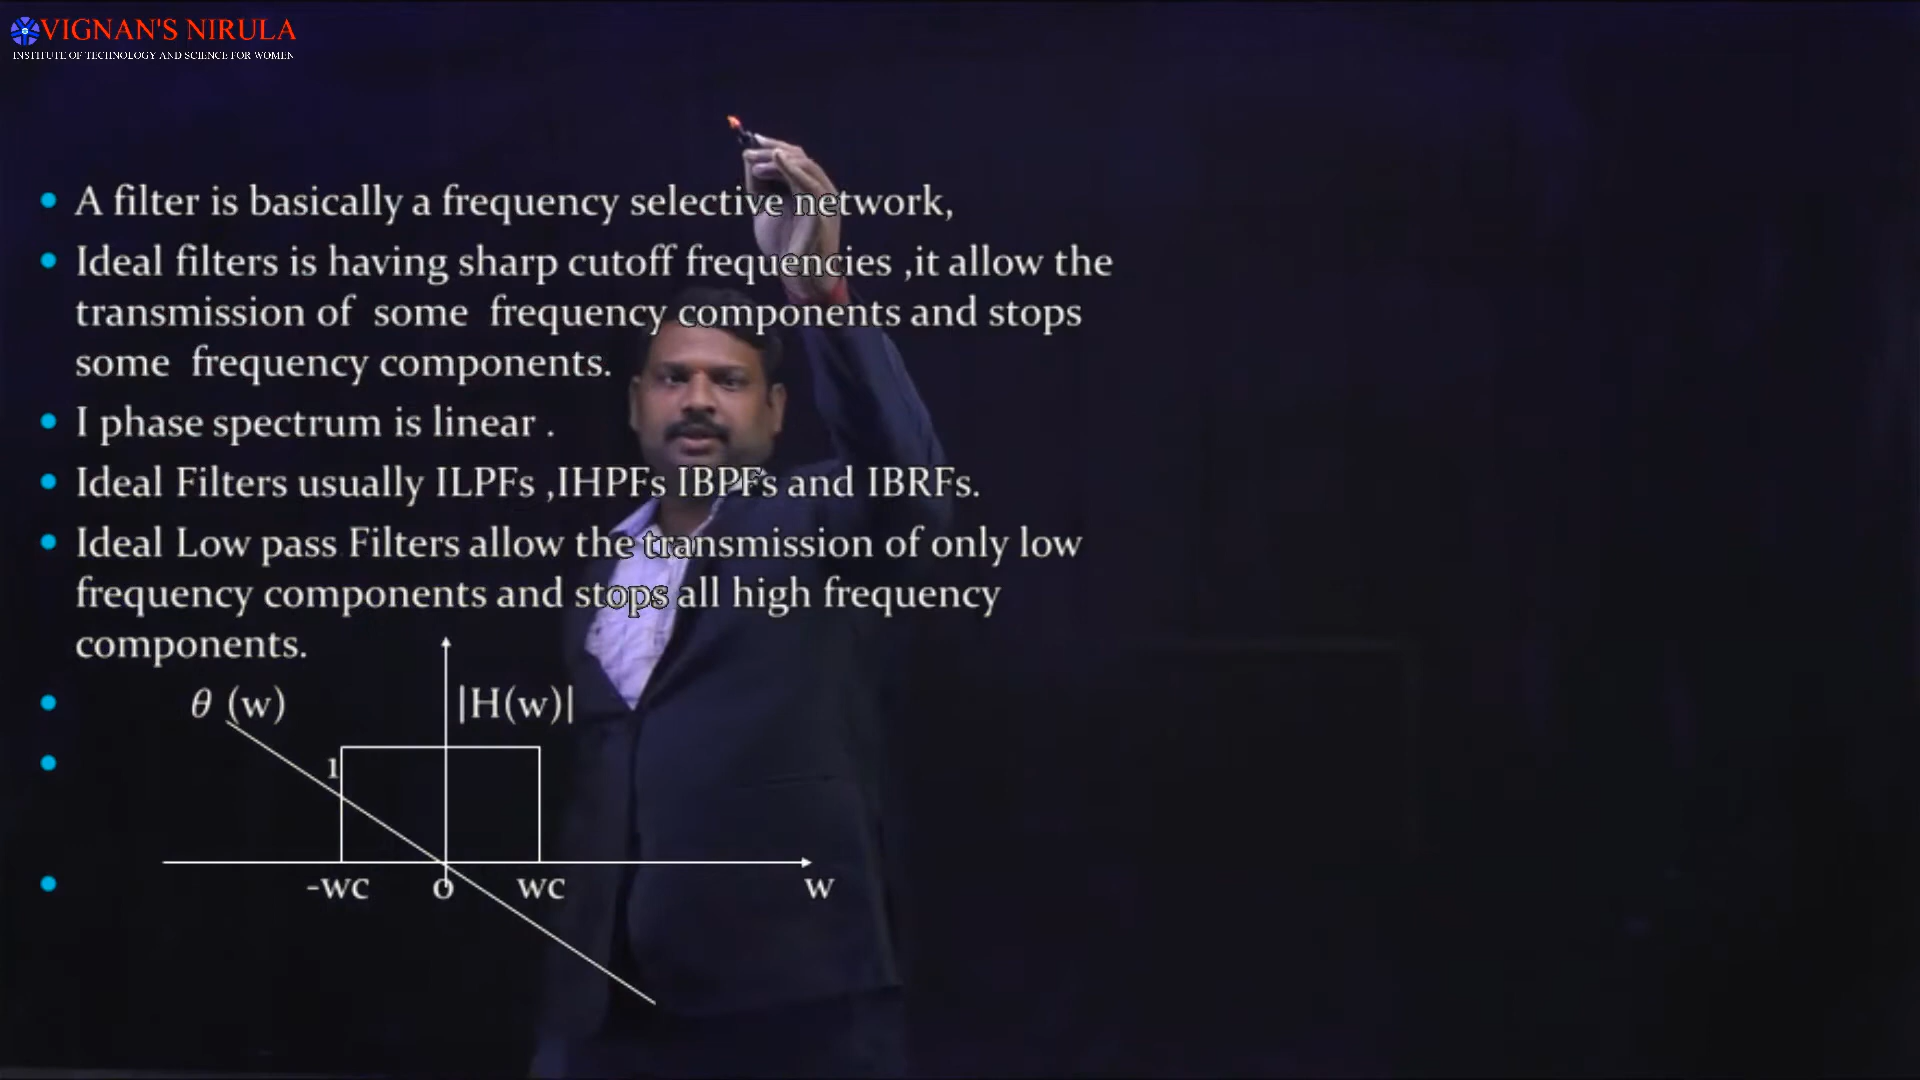 VIGNAN'S NIRULA
INSTITUTE OF TECHNOLOGY AND SCIENCE FOR WOMEN
• A filter is basically a frequency selective network,
• Ideal filters is having sharp cutoff frequencies ,it allow the
transmission of some frequency components and stops
some frequency components.
• I phase spectrum is linear .
• Ideal Filters usually ILPFs ,IHPFs IBPFs and IBRFs.
• Ideal Low pass Filters allow the transmission of only low
frequency components and stops all high frequency
components.
• θ (w) |H(w)|
• 1
• -wc 0 wc w